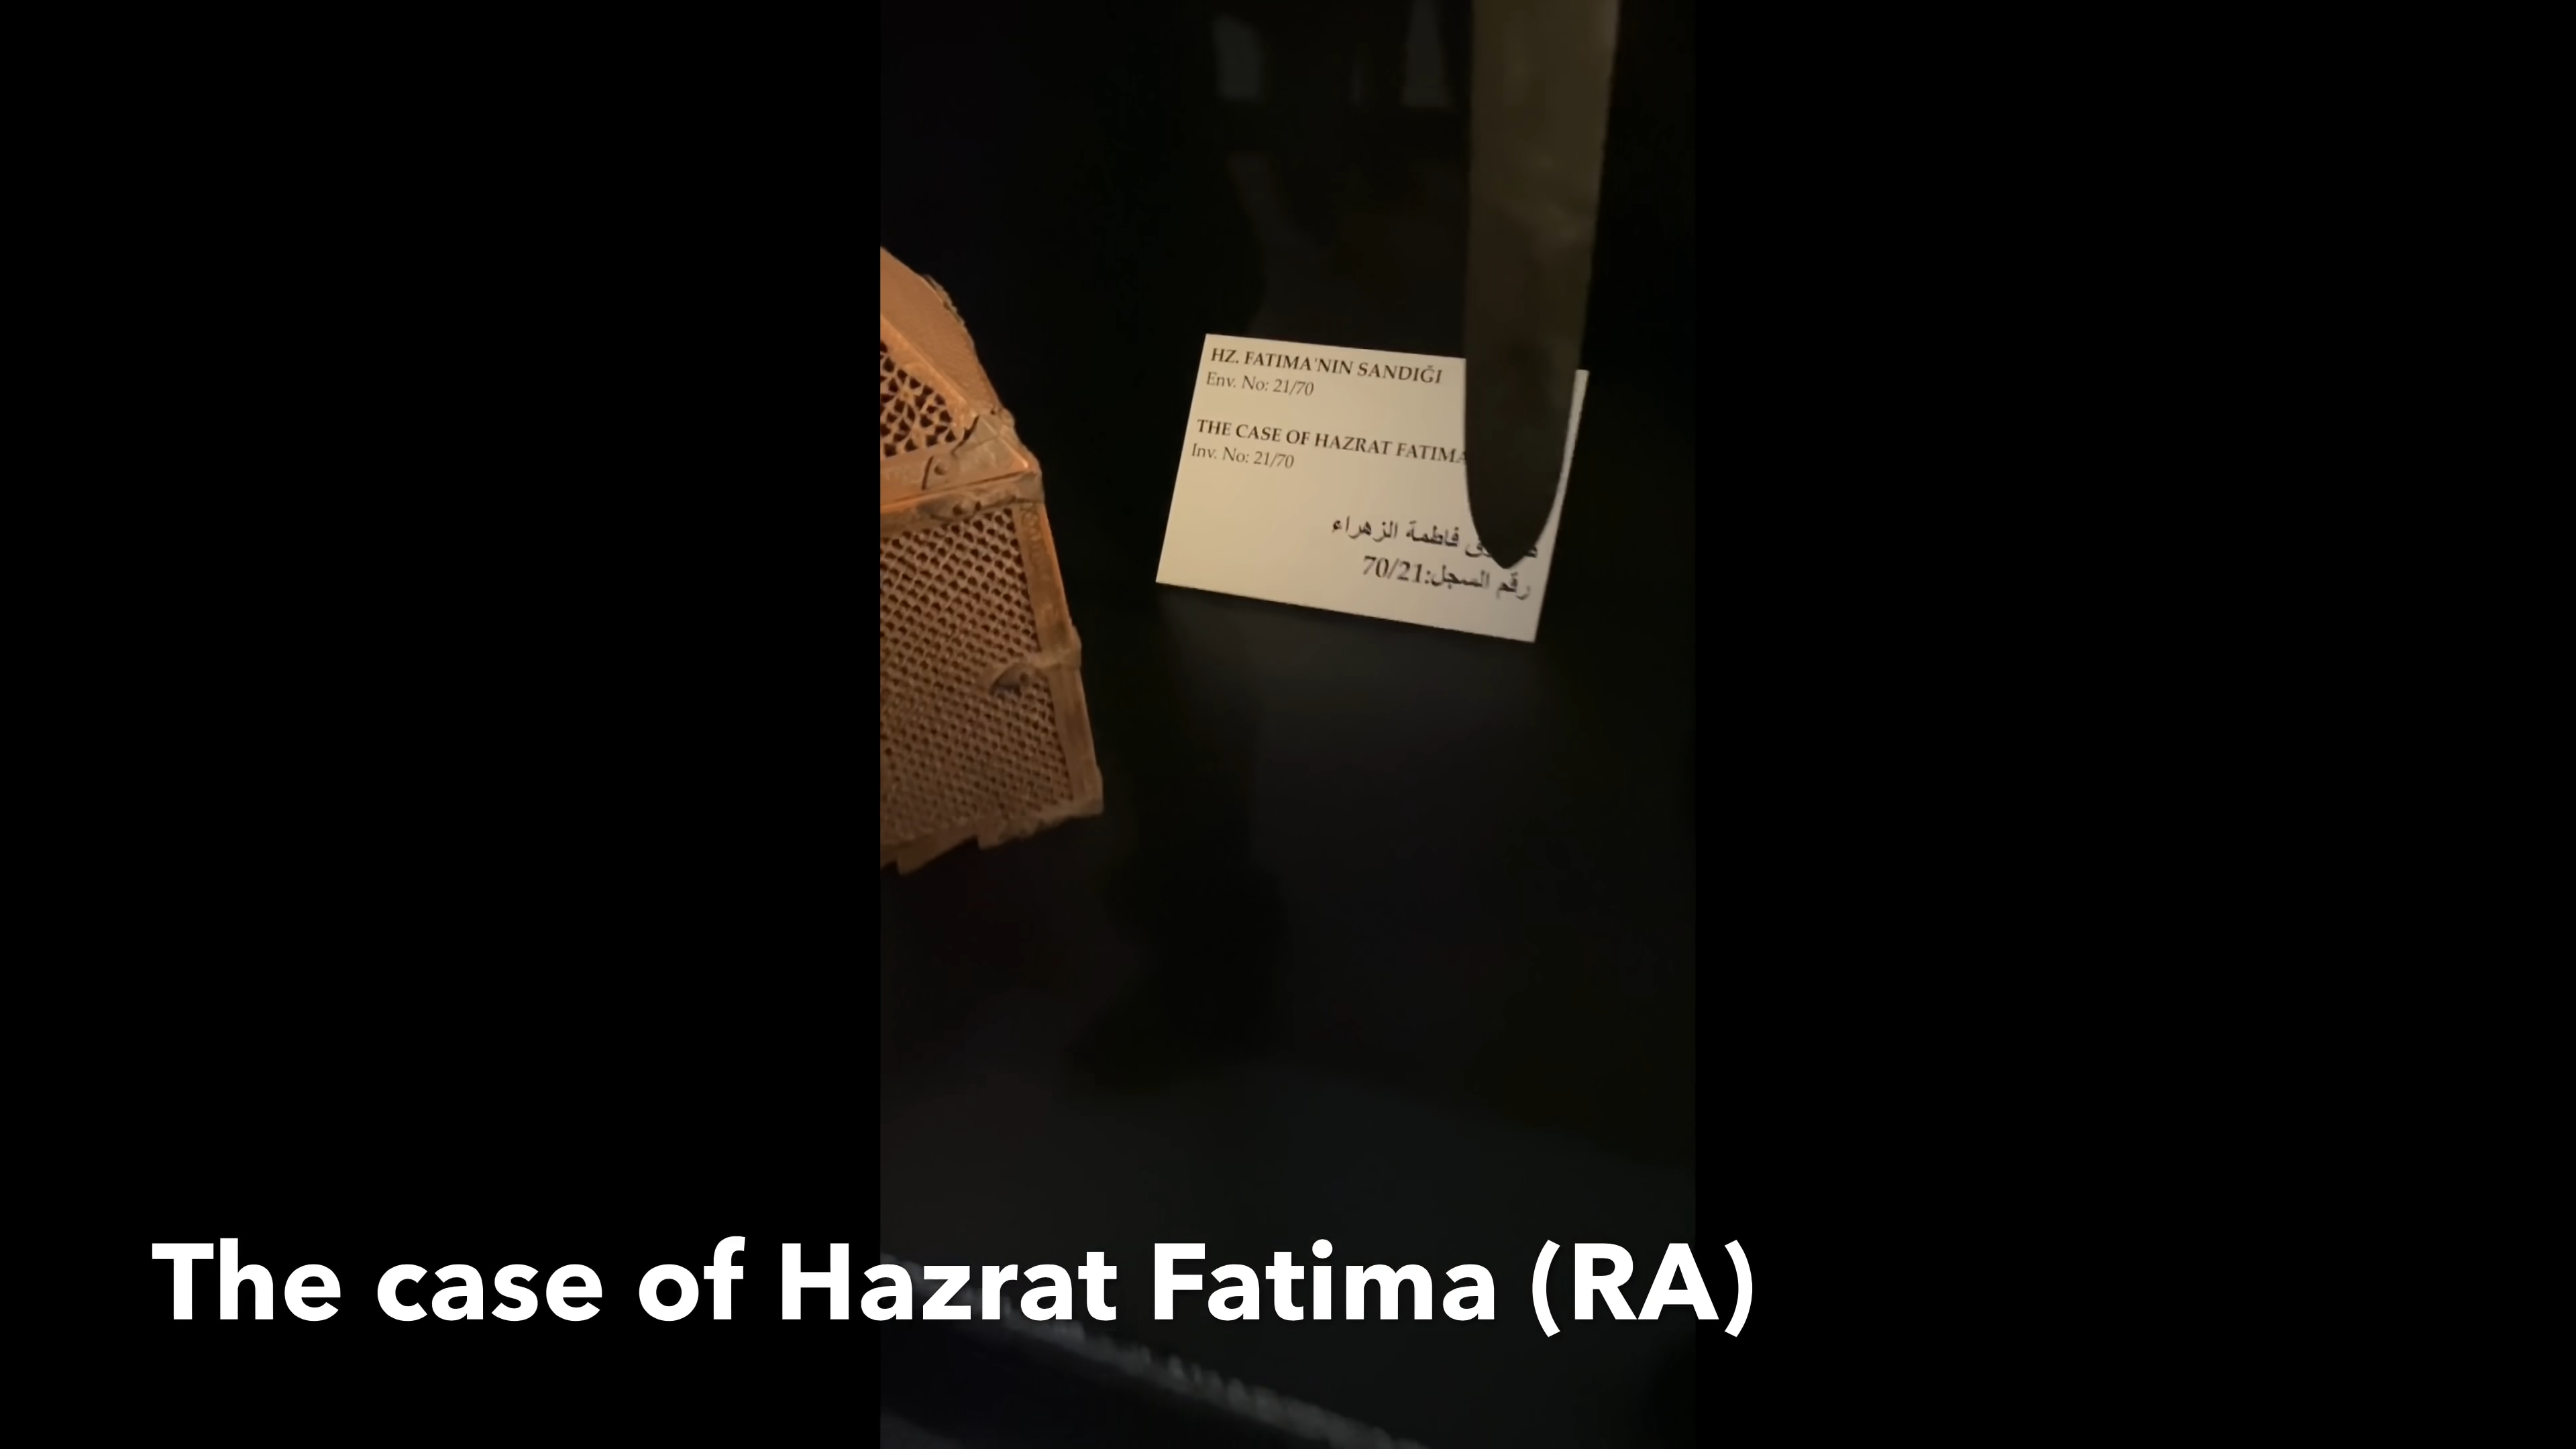 HZ. FATIMA'NIN SANDIĞI
Env. No: 21/70
THE CASE OF HAZRAT FATIMA
Inv. No: 21/70
فاطمة الزهراء
رقم السجل:70/21
The case of Hazrat Fatima (RA)